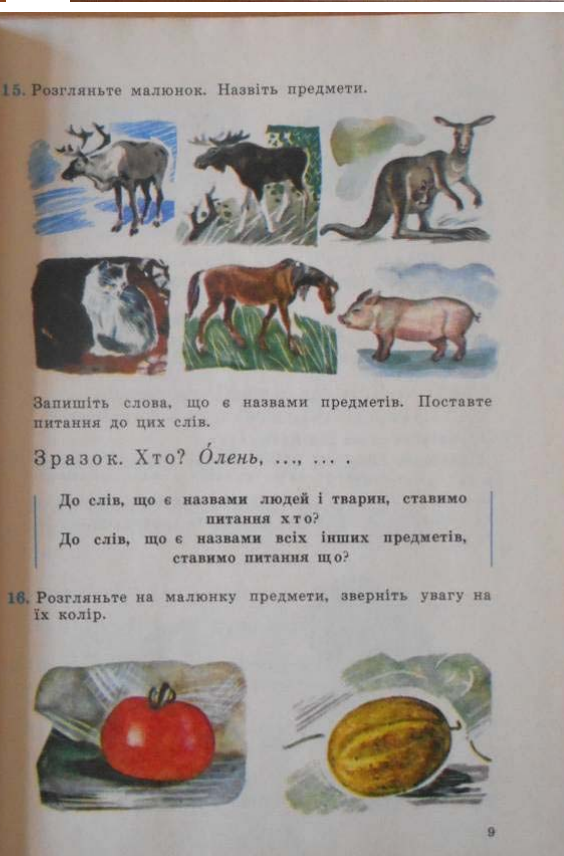 15. Розгляньте малюнок. Назвіть предмети.
Запишіть слова, що є назвами предметів. Поставте
питання до цих слів.
Зразок. Хто? О́лень, ..., ... .
До слів, що є назвами людей і тварин, ставимо
питання хто?
До слів, що є назвами всіх інших предметів,
ставимо питання що?
16. Розгляньте на малюнку предмети, зверніть увагу на
їх колір.
9